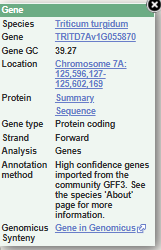 Gene
Species Triticum turgidum
Gene TRITD7Av1G055870
Gene GC 39.27
Location Chromosome 7A:
125,596,127-
125,602,169
Protein Summary
Sequence
Gene type Protein coding
Strand Forward
Analysis Genes
Annotation High confidence genes
method imported from the
community GFF3. See
the species 'About'
page for more
information.
Genomicus Gene in Genomicus
Synteny